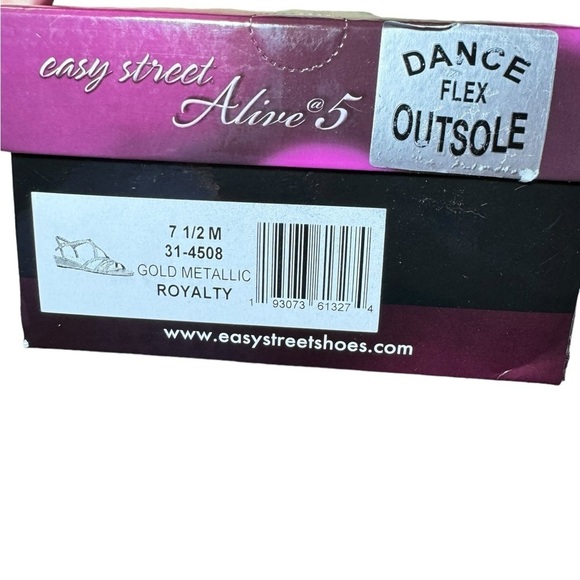 easy street
Alive@5
DANCE
FLEX
OUTSOLE
7 1/2 M
31-4508
GOLD METALLIC
ROYALTY
1 93073 61327 4
www.easystreetshoes.com